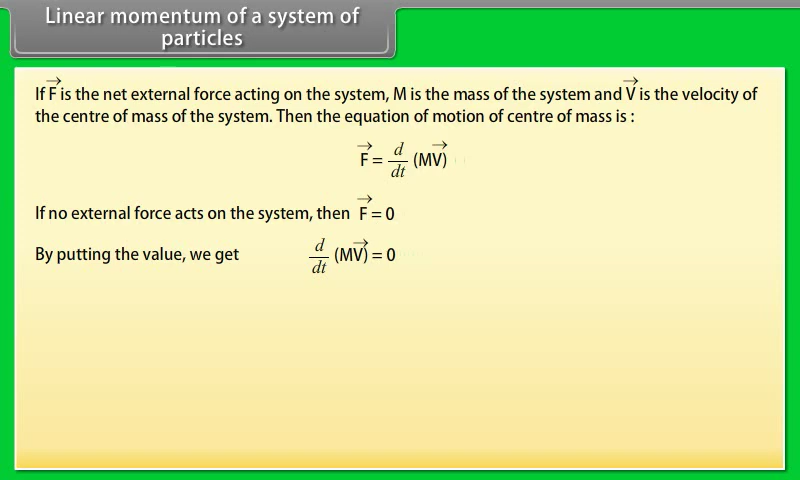 Linear momentum of a system of
particles
If F⃗ is the net external force acting on the system, M is the mass of the system and V⃗ is the velocity of
the centre of mass of the system. Then the equation of motion of centre of mass is :
F⃗ = d/dt (MV⃗)
If no external force acts on the system, then F⃗ = 0
By putting the value, we get d/dt (MV⃗) = 0